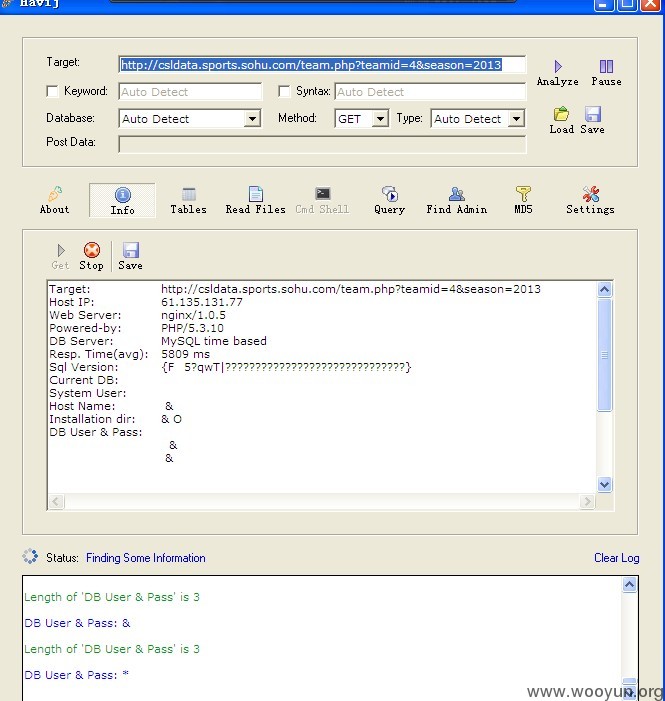 Havij
Target: http://csldata.sports.sohu.com/team.php?teamid=4&season=2013
Analyze Pause
Keyword: Auto Detect Syntax: Auto Detect
Database: Auto Detect Method: GET Type: Auto Detect
Load Save
Post Data:
About Info Tables Read Files Cmd Shell Query Find Admin MD5 Settings
Get Stop Save
Target: http://csldata.sports.sohu.com/team.php?teamid=4&season=2013
Host IP: 61.135.131.77
Web Server: nginx/1.0.5
Powered-by: PHP/5.3.10
DB Server: MySQL time based
Resp. Time(avg): 5809 ms
Sql Version: {F 5?qwT|??????????????????????????????}
Current DB:
System User:
Host Name: &
Installation dir: & O
DB User & Pass:
&
&
Status: Finding Some Information Clear Log
Length of 'DB User & Pass' is 3
DB User & Pass: &
Length of 'DB User & Pass' is 3
DB User & Pass: *
www.wooyun.org